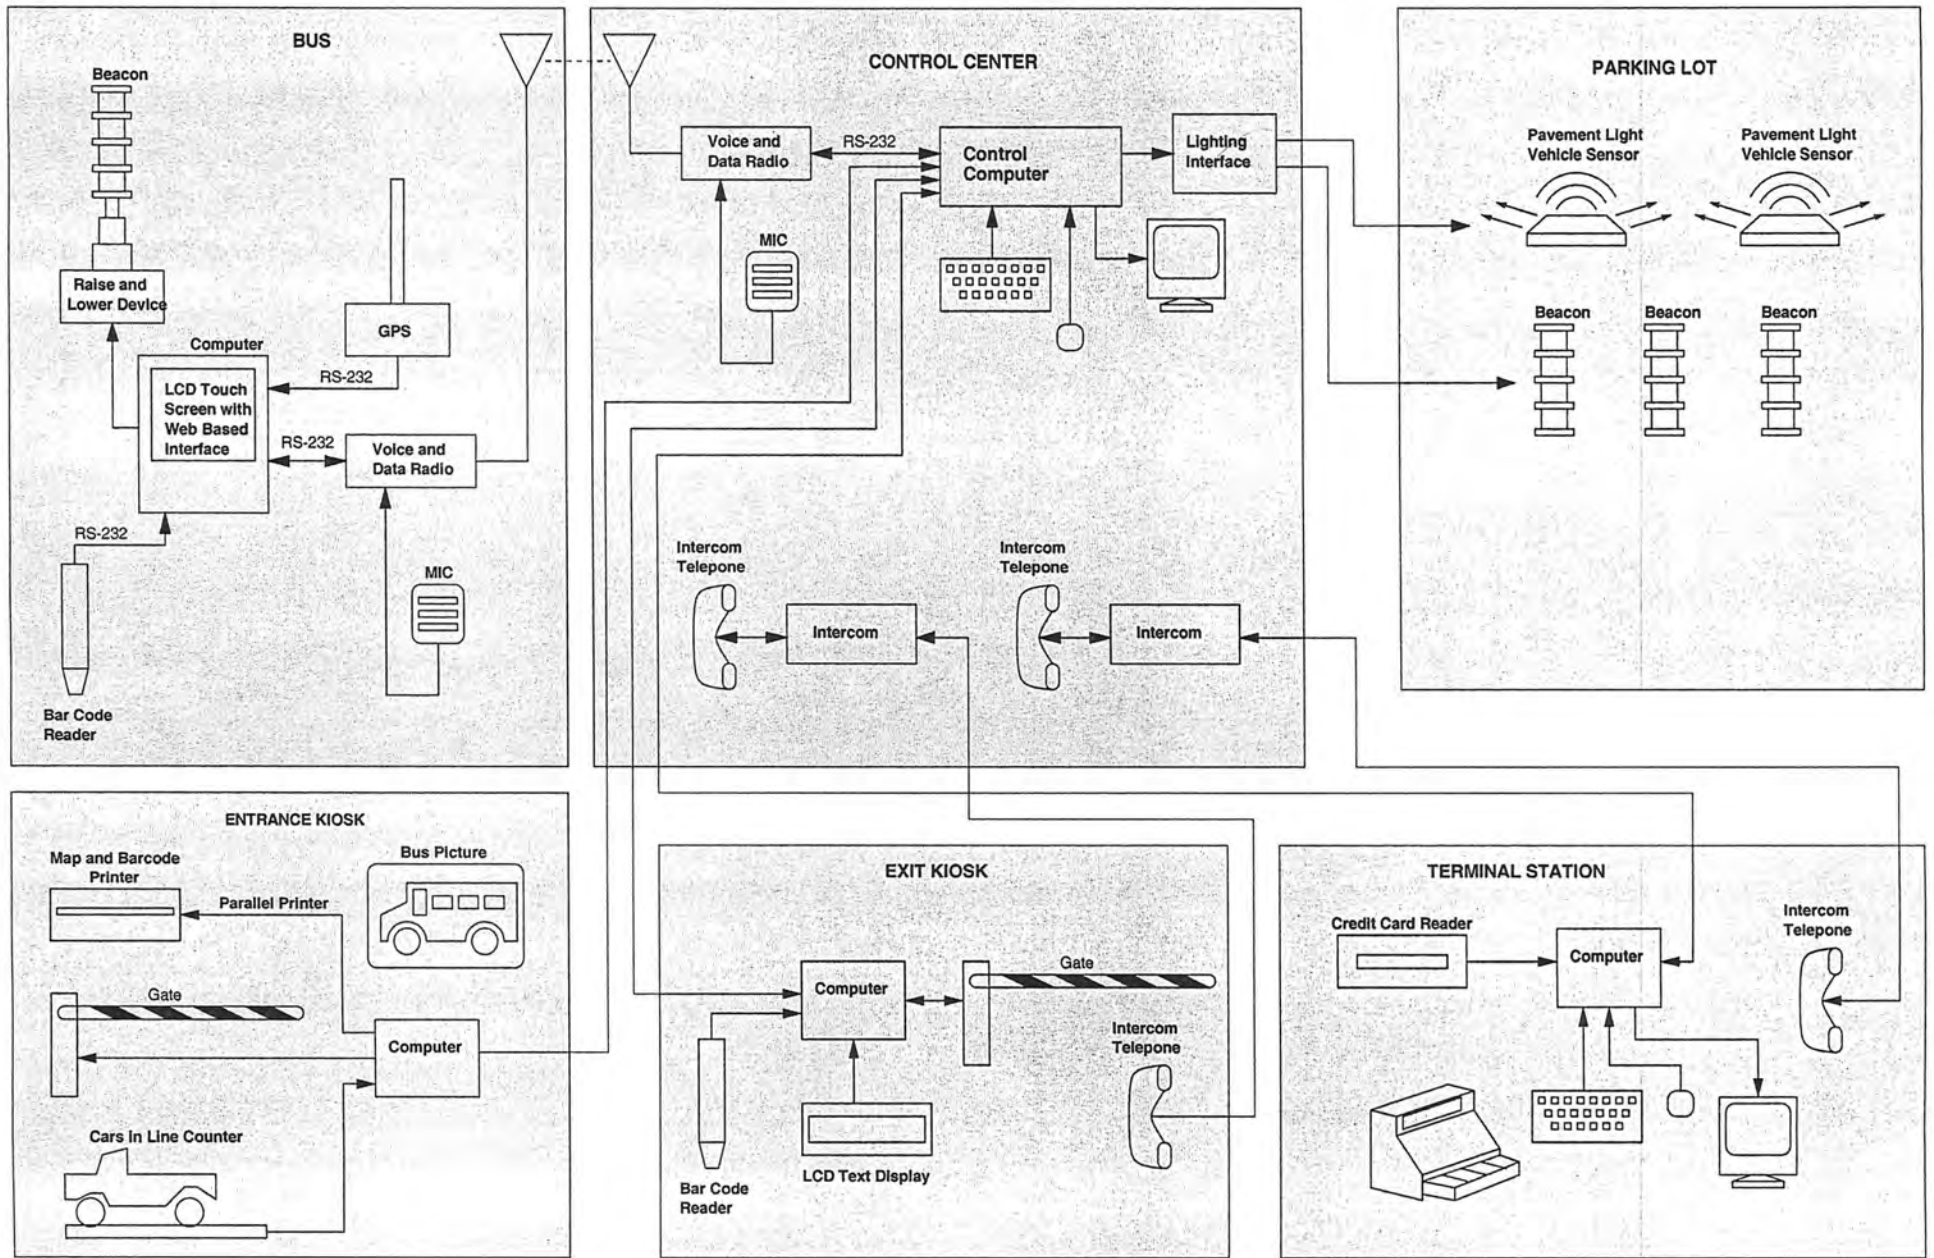 BUS
Beacon
Raise and
Lower Device
GPS
Computer
RS-232
LCD Touch
Screen with
Web Based
Interface
RS-232
Voice and
Data Radio
RS-232
MIC
Bar Code
Reader
CONTROL CENTER
Voice and
Data Radio
RS-232
Control
Computer
Lighting
Interface
MIC
Intercom
Telepone
Intercom
Intercom
Telepone
Intercom
PARKING LOT
Pavement Light
Vehicle Sensor
Pavement Light
Vehicle Sensor
Beacon
Beacon
Beacon
ENTRANCE KIOSK
Map and Barcode
Printer
Bus Picture
Parallel Printer
Gate
Computer
Cars In Line Counter
EXIT KIOSK
Computer
Gate
Intercom
Telepone
LCD Text Display
Bar Code
Reader
TERMINAL STATION
Credit Card Reader
Computer
Intercom
Telepone